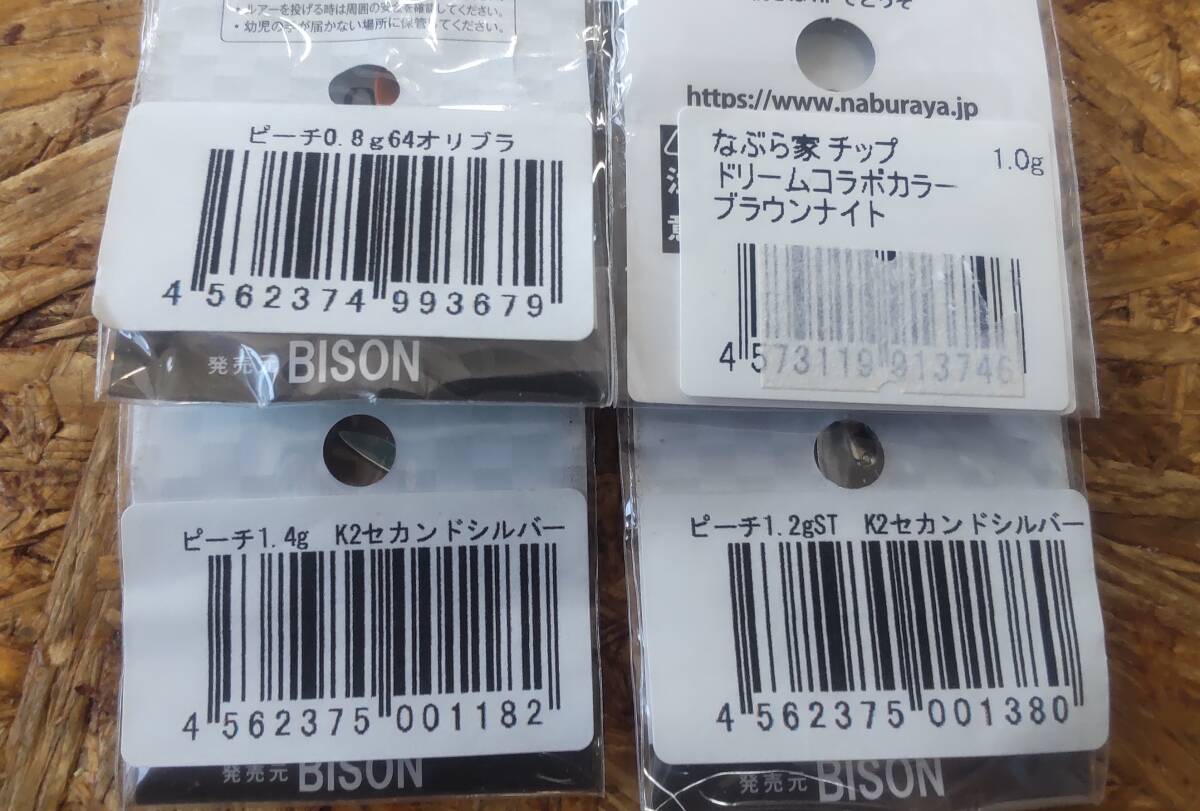 ・ルアーを投げる時は周囲の安全を確認してください。
・幼児の手が届かない場所に保管してください。
ピーチ0.8g64オリブラ
4 562374 993679
発売元 BISON
https://www.naburaya.jp
なぶら家 チップ 1.0g
ドリームコラボカラー
ブラウンナイト
4 573119 913746
ピーチ1.4g K2セカンドシルバー
4 562375 001182
発売元 BISON
ピーチ1.2gST K2セカンドシルバー
4 562375 001380
発売元 BISON